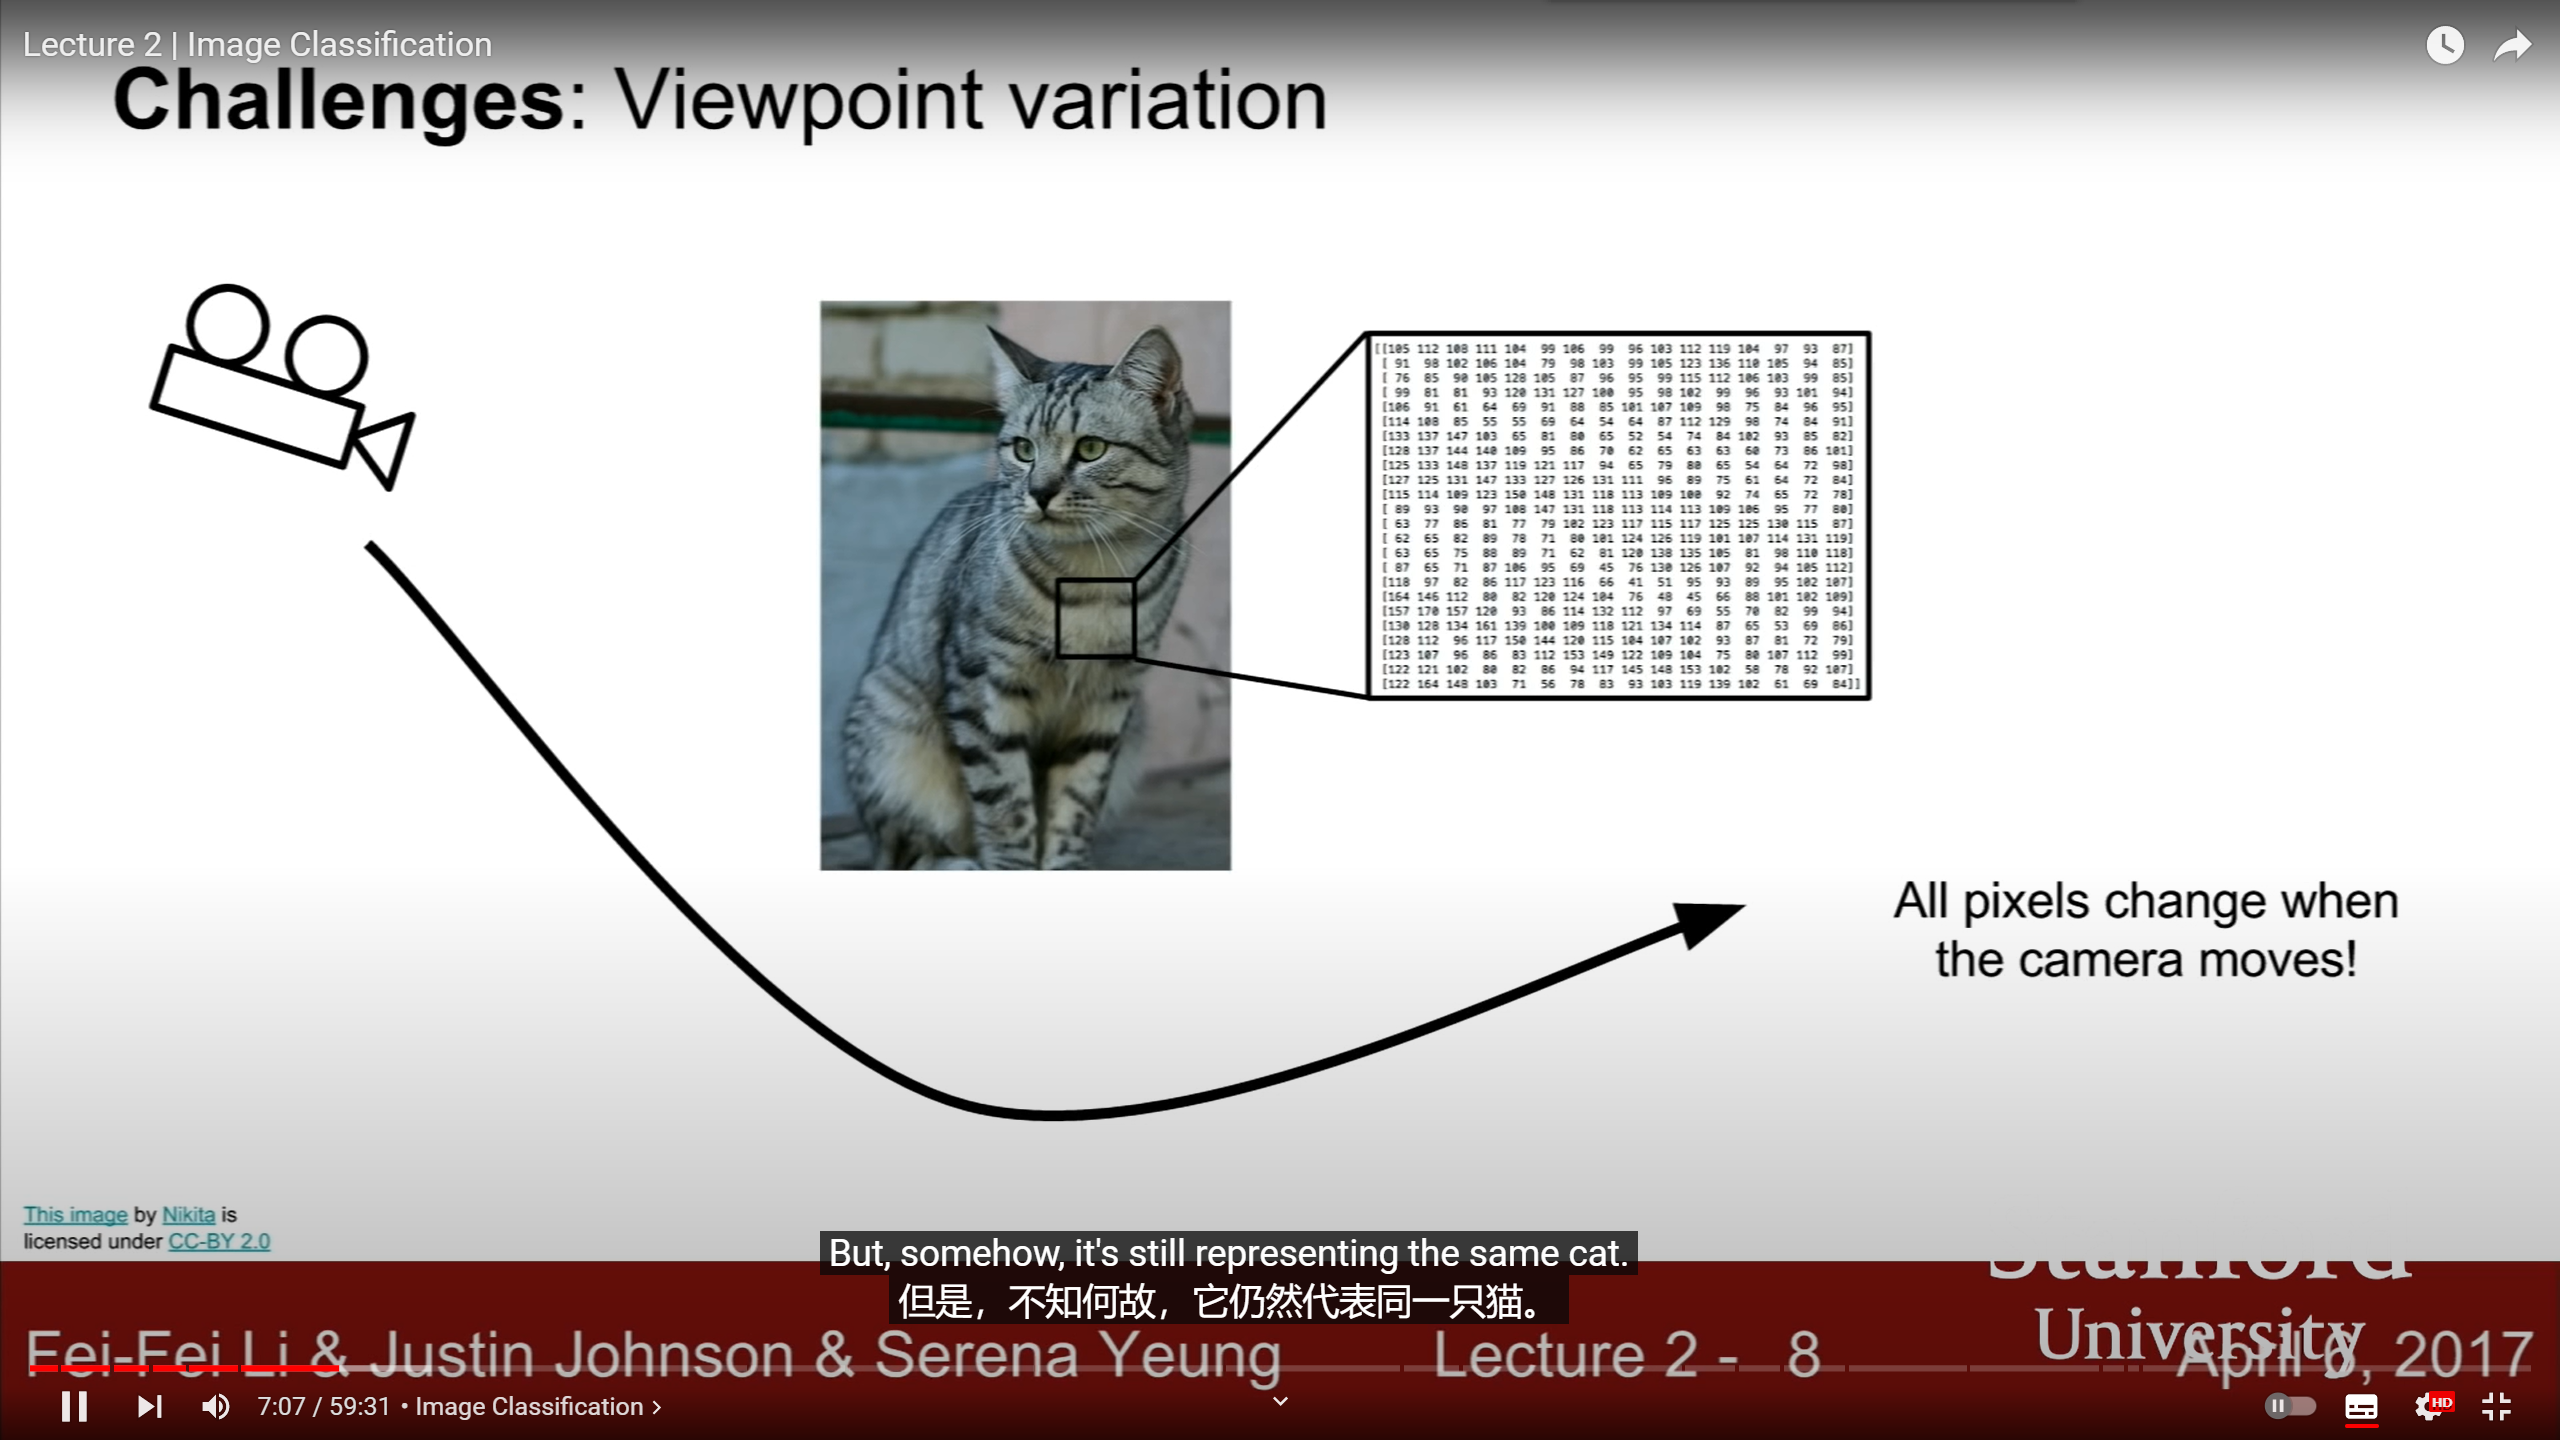 Lecture 2 | Image Classification
Challenges: Viewpoint variation
[[105 112 108 111 104 99 106 99 96 103 112 119 104 97 93 87]
[ 91 98 102 106 104 79 98 103 99 105 123 136 110 105 94 85]
[ 76 85 90 105 128 105 87 96 95 99 115 112 106 103 99 85]
[ 99 81 81 93 120 131 127 100 95 98 102 99 96 93 101 94]
[106 91 61 64 69 91 88 85 101 107 109 98 75 84 96 95]
[114 108 85 55 55 69 64 54 64 87 112 129 98 74 84 91]
[133 137 147 103 65 81 80 65 52 54 74 84 102 93 85 82]
[128 137 144 140 109 95 86 70 62 65 63 63 60 73 86 101]
[125 133 148 137 119 121 117 94 65 79 80 65 54 64 72 98]
[127 125 131 147 133 127 126 131 111 96 89 75 61 64 72 84]
[115 114 109 123 150 148 131 118 113 109 100 92 74 65 72 78]
[ 89 93 90 97 108 147 131 118 113 114 113 109 106 95 77 80]
[ 63 77 86 81 77 79 102 123 117 115 117 125 125 130 115 87]
[ 62 65 82 89 78 71 80 101 124 126 119 101 107 114 131 119]
[ 63 65 75 88 89 71 62 81 120 138 135 105 81 98 110 118]
[ 87 65 71 87 106 95 69 45 76 130 126 107 92 94 105 112]
[118 97 82 86 117 123 116 66 41 51 95 93 89 95 102 107]
[164 146 112 80 82 120 124 104 76 48 45 66 88 101 102 109]
[157 170 157 120 93 86 114 132 112 97 69 55 70 82 99 94]
[130 128 134 161 139 100 109 118 121 134 114 87 65 53 69 86]
[128 112 96 117 150 144 120 115 104 107 102 93 87 81 72 79]
[123 107 96 86 83 112 153 149 122 109 104 75 80 107 112 99]
[122 121 102 80 82 86 94 117 145 148 153 102 58 78 92 107]
[122 164 148 103 71 56 78 83 93 103 119 139 102 61 69 84]]
All pixels change when
the camera moves!
This image by Nikita is
licensed under CC-BY 2.0
But, somehow, it's still representing the same cat.
但是，不知何故，它仍然代表同一只猫。
Stanford
University
Fei-Fei Li & Justin Johnson & Serena Yeung Lecture 2 - 8 April 6, 2017
7:07 / 59:31 • Image Classification
HD